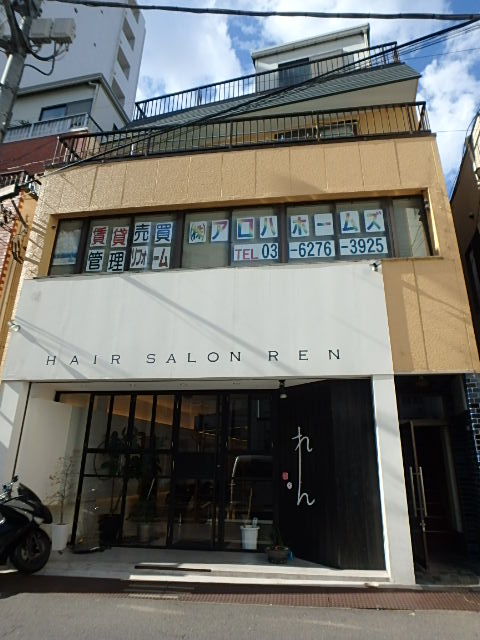 賃貸 売買 ㈱アロハホームズ
管理 リフォーム TEL 03-6276-3925
HAIR SALON REN
れん